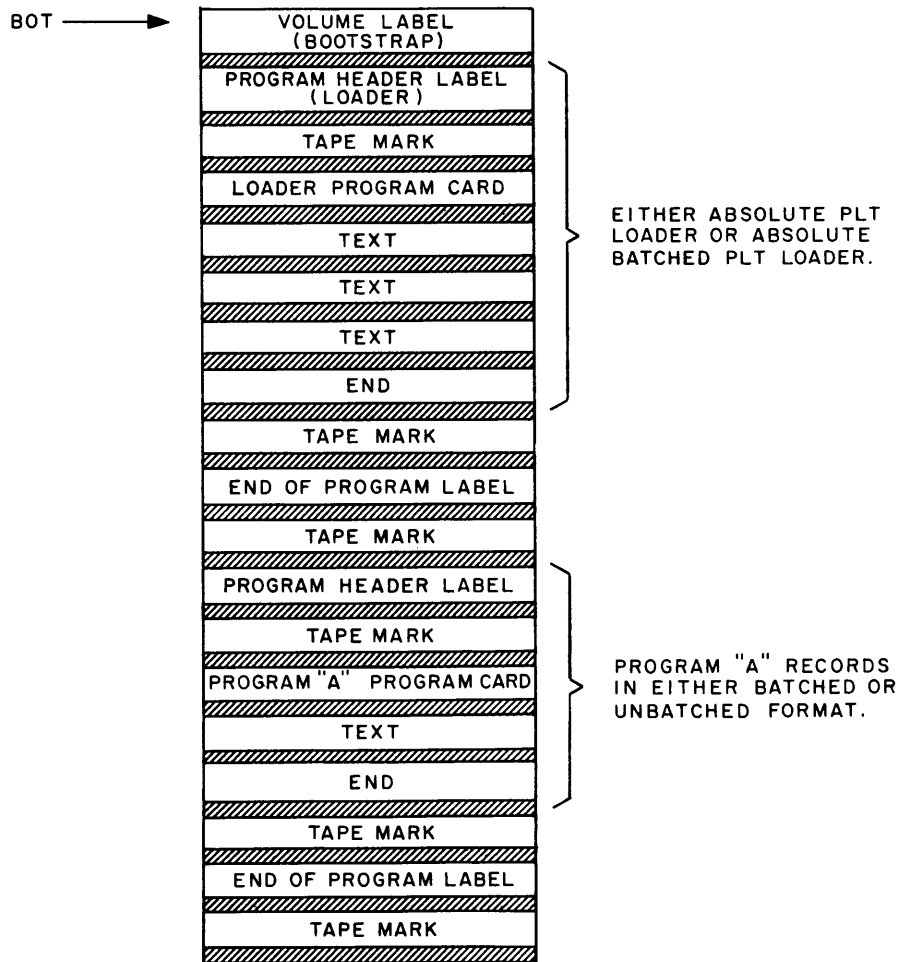 BOT
VOLUME LABEL
(BOOTSTRAP)
PROGRAM HEADER LABEL
(LOADER)
TAPE MARK
LOADER PROGRAM CARD
TEXT
TEXT
TEXT
END
EITHER ABSOLUTE PLT
LOADER OR ABSOLUTE
BATCHED PLT LOADER.
TAPE MARK
END OF PROGRAM LABEL
TAPE MARK
PROGRAM HEADER LABEL
TAPE MARK
PROGRAM "A" PROGRAM CARD
TEXT
END
PROGRAM "A" RECORDS
IN EITHER BATCHED OR
UNBATCHED FORMAT.
TAPE MARK
END OF PROGRAM LABEL
TAPE MARK